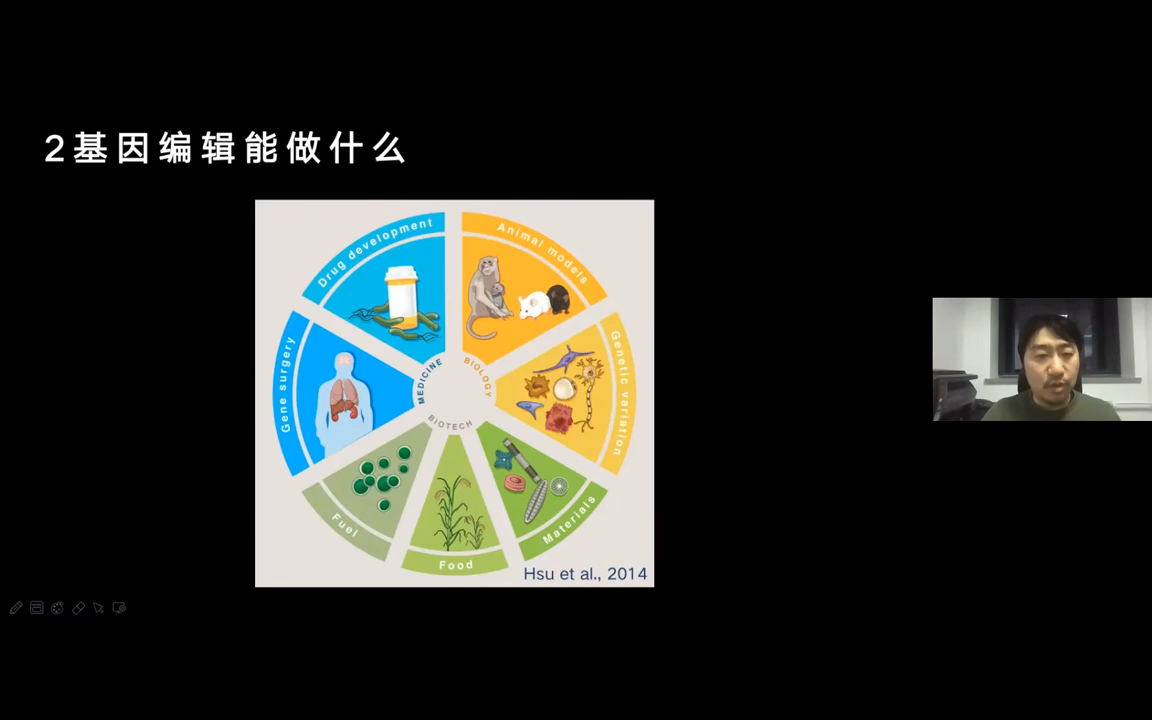 2基因编辑能做什么
Drug development
Animal models
Gene surgery
Genetic variation
MEDICINE
BIOLOGY
BIOTECH
Fuel
Food
Materials
Hsu et al., 2014